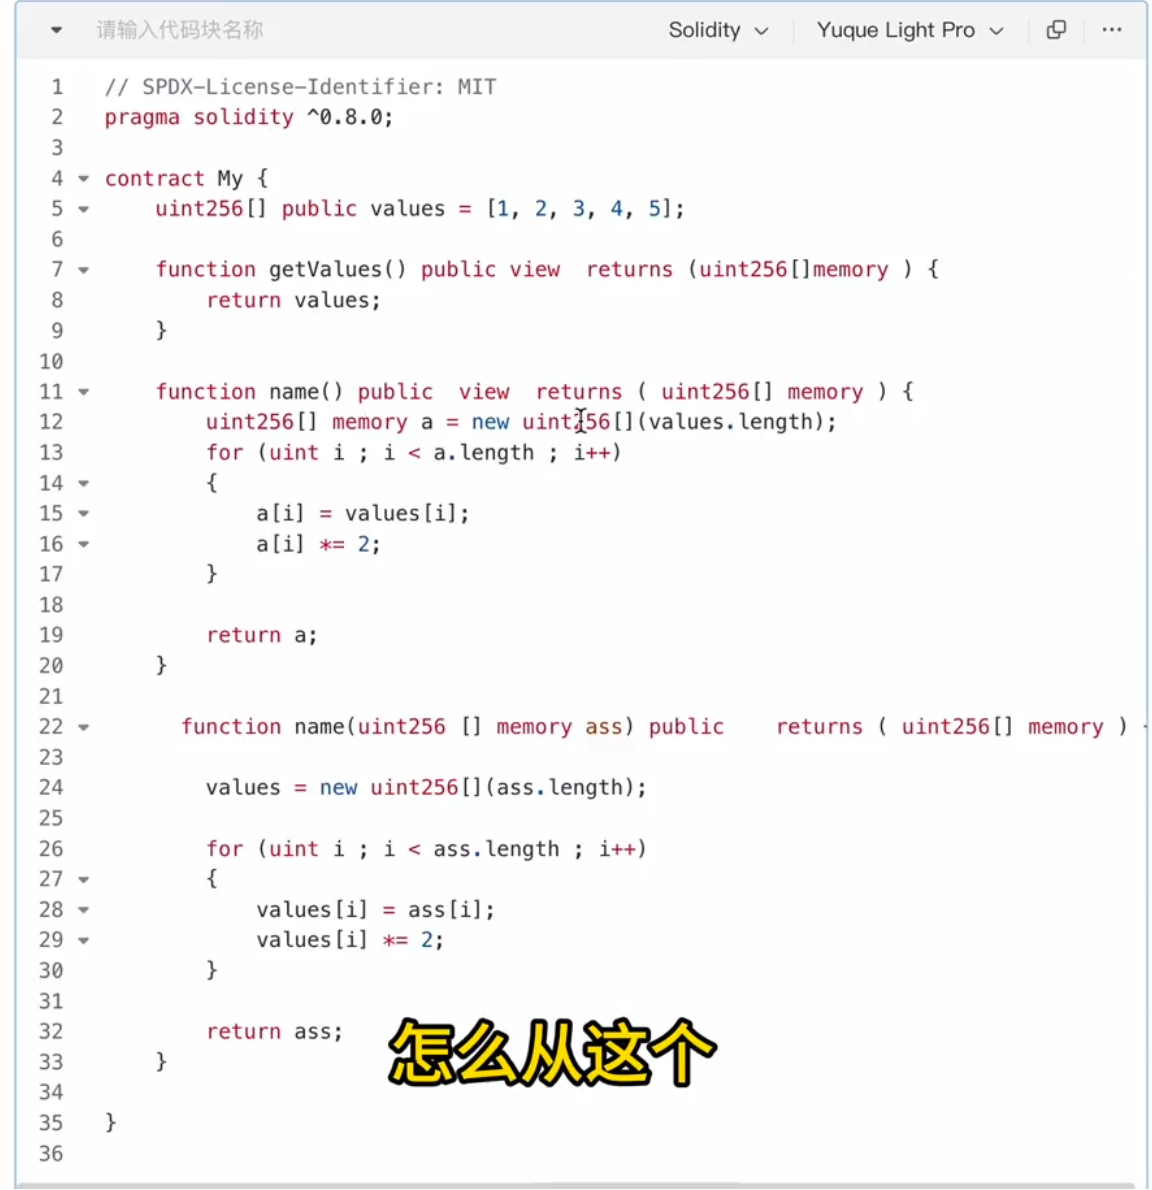 请输入代码块名称 Solidity Yuque Light Pro ...
1 // SPDX-License-Identifier: MIT
2 pragma solidity ^0.8.0;
3
4 contract My {
5     uint256[] public values = [1, 2, 3, 4, 5];
6
7     function getValues() public view  returns (uint256[]memory ) {
8         return values;
9     }
10
11     function name() public  view  returns ( uint256[] memory ) {
12         uint256[] memory a = new uint256[](values.length);
13         for (uint i ; i < a.length ; i++)
14         {
15             a[i] = values[i];
16             a[i] *= 2;
17         }
18
19         return a;
20     }
21
22       function name(uint256 [] memory ass) public    returns ( uint256[] memory )
23
24         values = new uint256[](ass.length);
25
26         for (uint i ; i < ass.length ; i++)
27         {
28             values[i] = ass[i];
29             values[i] *= 2;
30         }
31
32         return ass;
33     }
34
35 }
36
怎么从这个